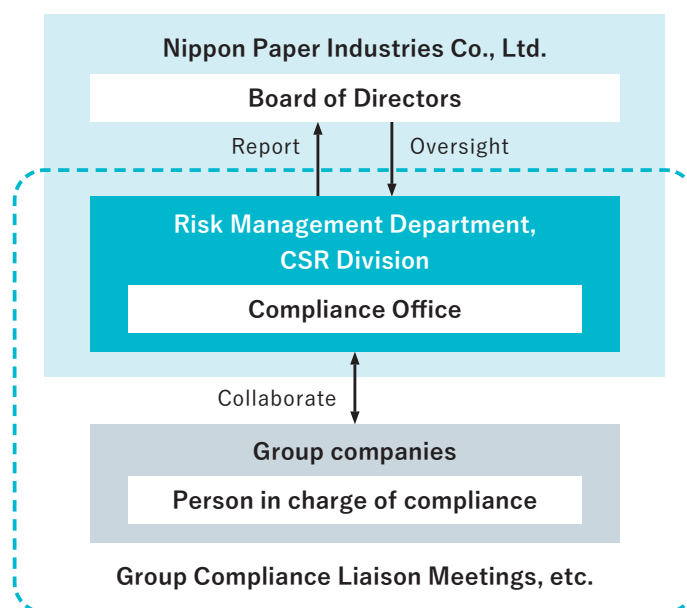 Nippon Paper Industries Co., Ltd.
Board of Directors
Report
Oversight
Risk Management Department,
CSR Division
Compliance Office
Collaborate
Group companies
Person in charge of compliance
Group Compliance Liaison Meetings, etc.